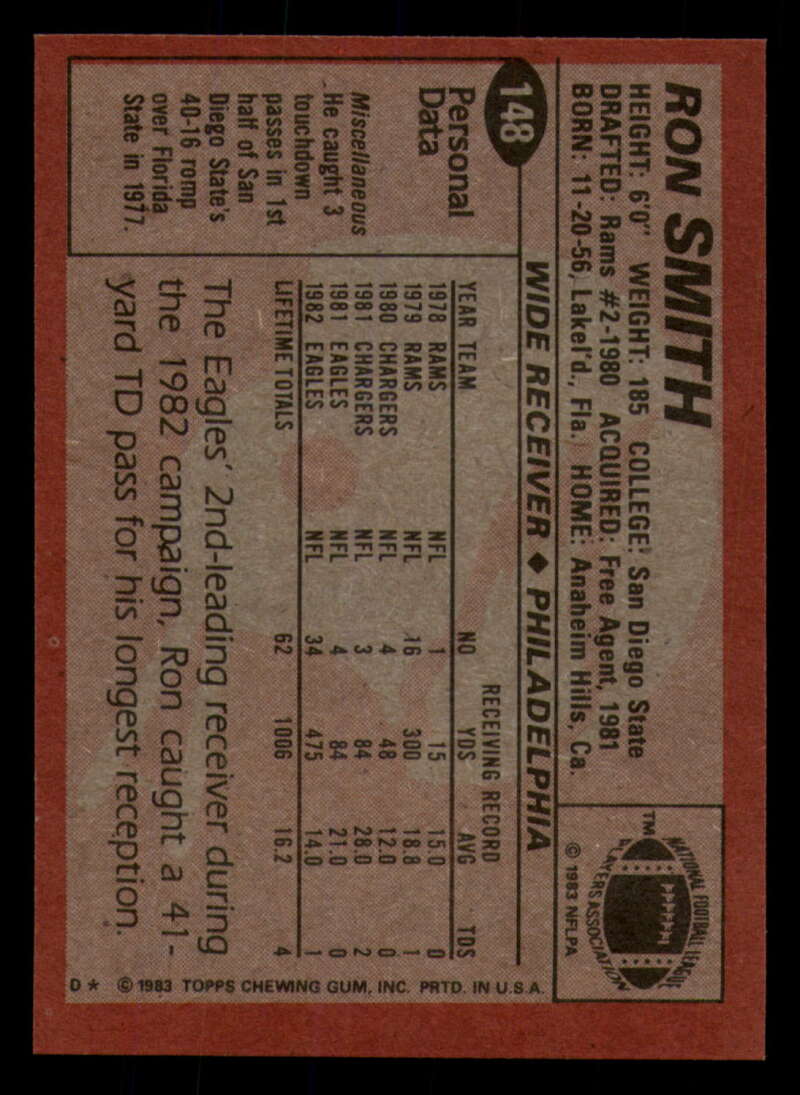 RON SMITH
HEIGHT: 6'0" WEIGHT: 185 COLLEGE: San Diego State
DRAFTED: Rams #2-1980 ACQUIRED: Free Agent, 1981
BORN: 11-20-56, Lakel'd., Fla. HOME: Anaheim Hills, Ca.
NATIONAL FOOTBALL LEAGUE
PLAYERS ASSOCIATION
TM
© 1983 NFLPA
148
WIDE RECEIVER ♦ PHILADELPHIA
Personal
Data
Miscellaneous
He caught 3
touchdown
passes in 1st
half of San
Diego State's
40-16 romp
over Florida
State in 1977.
RECEIVING RECORD
YEAR TEAM NO YDS AVG TDS
1978 RAMS NFL 1 15 15.0 0
1979 RAMS NFL 16 300 18.8 1
1980 CHARGERS NFL 4 48 12.0 0
1981 CHARGERS NFL 3 84 28.0 2
1981 EAGLES NFL 4 84 21.0 0
1982 EAGLES NFL 34 475 14.0 1
LIFETIME TOTALS 62 1006 16.2 4
The Eagles' 2nd-leading receiver during
the 1982 campaign, Ron caught a 41-
yard TD pass for his longest reception.
D* © 1983 TOPPS CHEWING GUM, INC. PRTD. IN U.S.A.